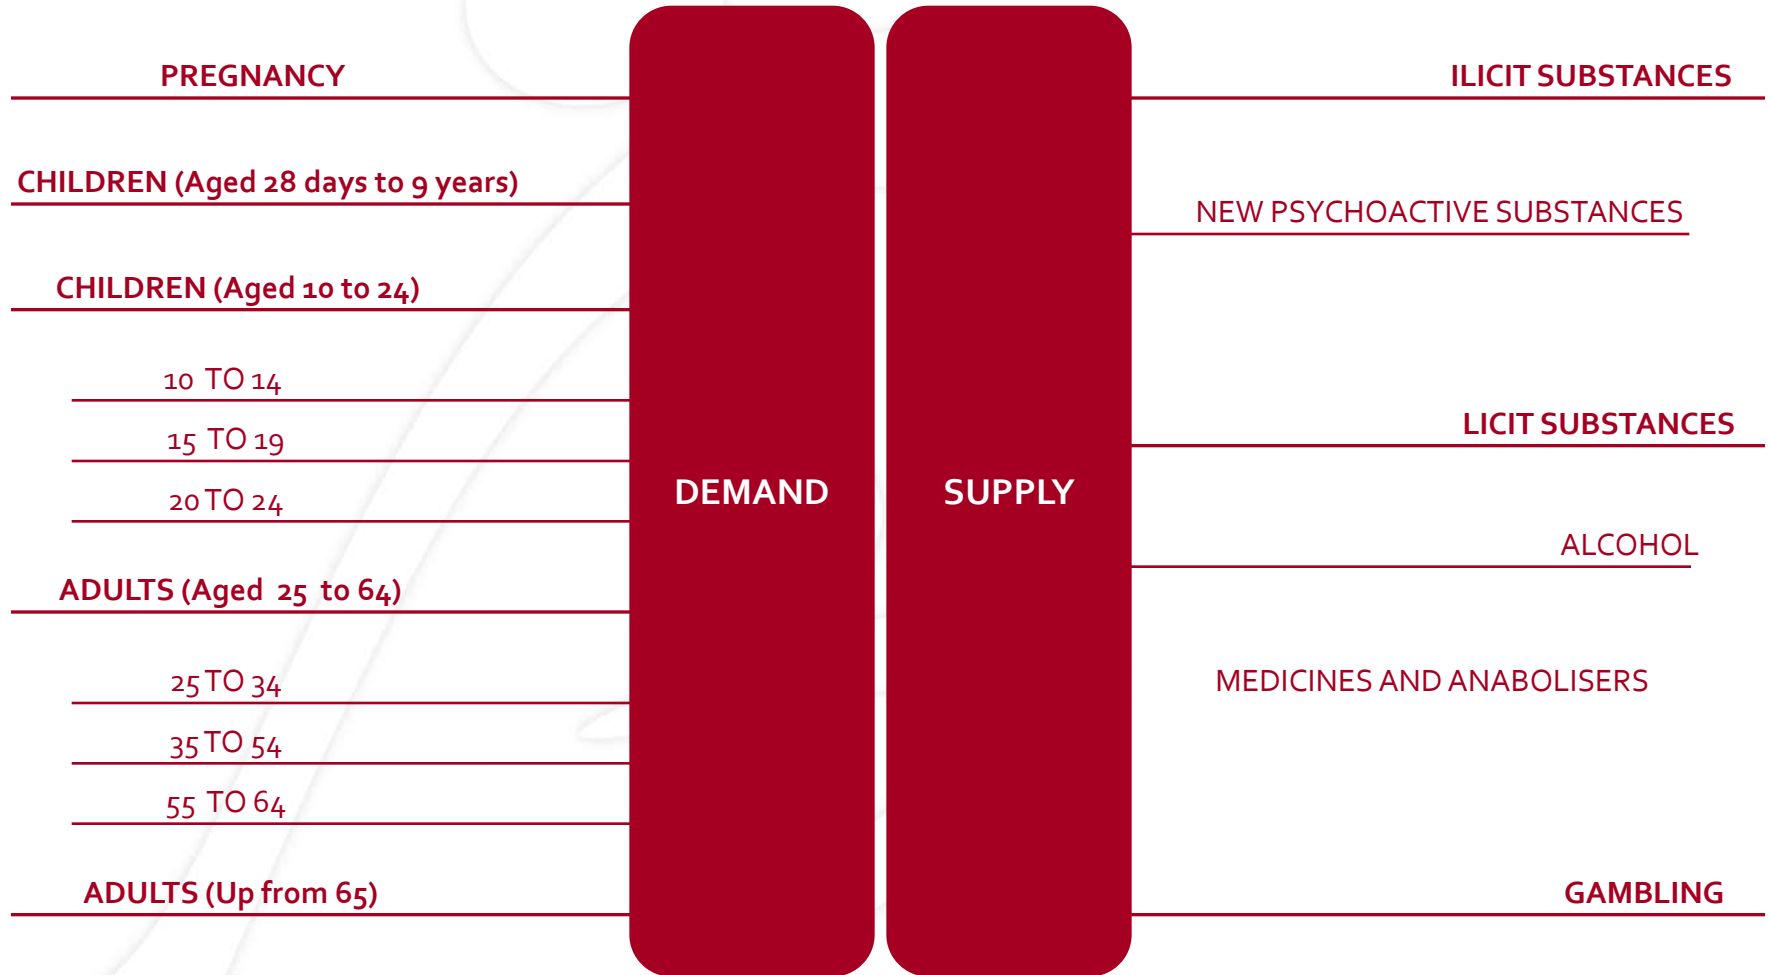 PREGNANCY
CHILDREN (Aged 28 days to 9 years)
CHILDREN (Aged 10 to 24)
10 TO 14
15 TO 19
20 TO 24
ADULTS (Aged 25 to 64)
25 TO 34
35 TO 54
55 TO 64
ADULTS (Up from 65)
DEMAND
SUPPLY
ILICIT SUBSTANCES
NEW PSYCHOACTIVE SUBSTANCES
LICIT SUBSTANCES
ALCOHOL
MEDICINES AND ANABOLISERS
GAMBLING